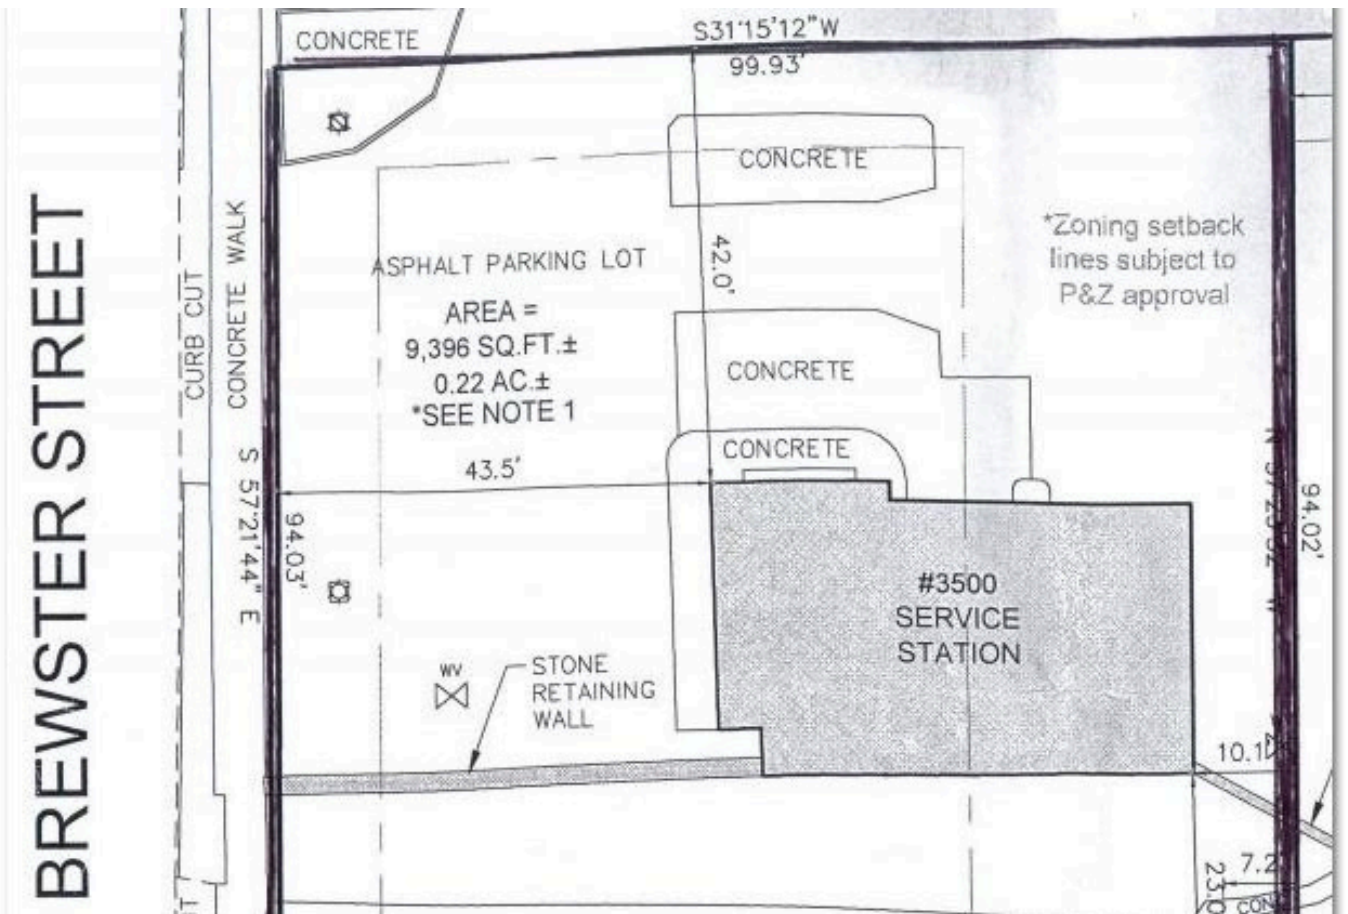 CONCRETE
S31°15'12"W
99.93'
CONCRETE
*Zoning setback
lines subject to
P&Z approval
42.0'
ASPHALT PARKING LOT
AREA =
9,396 SQ.FT.±
0.22 AC.±
*SEE NOTE 1
CONCRETE
CONCRETE
43.5'
BREWSTER STREET
CURB CUT
CONCRETE WALK
S 57°21'44" E
94.03'
94.02'
#3500
SERVICE
STATION
WV
STONE
RETAINING
WALL
10.1
7.2
23.0